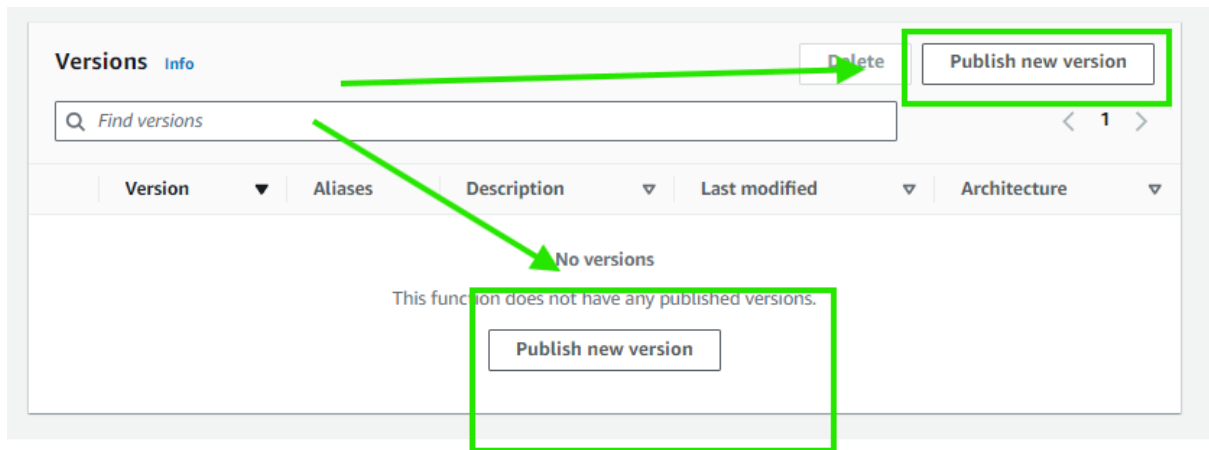 Versions Info
Delete
Publish new version
Find versions
1
Version Aliases Description Last modified Architecture
No versions
This function does not have any published versions.
Publish new version